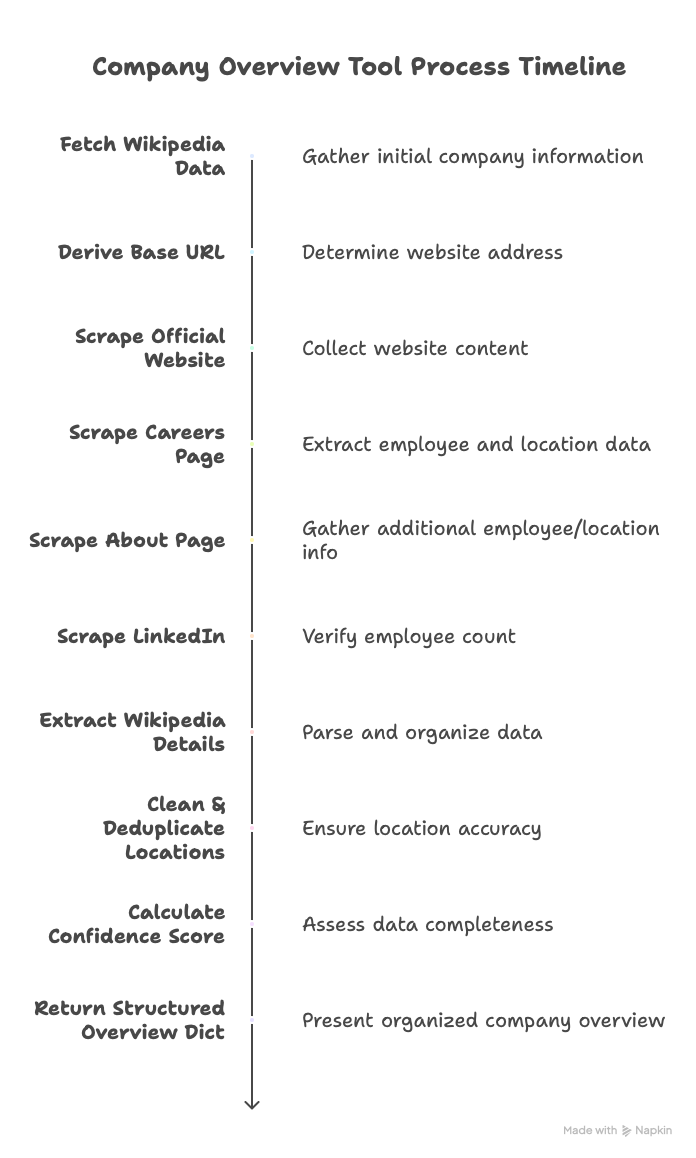 Company Overview Tool Process Timeline
Fetch Wikipedia
Data
Gather initial company information
Derive Base URL
Determine website address
Scrape Official
Website
Collect website content
Scrape Careers
Page
Extract employee and location data
Scrape About Page
Gather additional employee/location
info
Scrape LinkedIn
Verify employee count
Extract Wikipedia
Details
Parse and organize data
Clean &
Deduplicate
Locations
Ensure location accuracy
Calculate
Confidence Score
Assess data completeness
Return Structured
Overview Dict
Present organized company overview
Made with Napkin